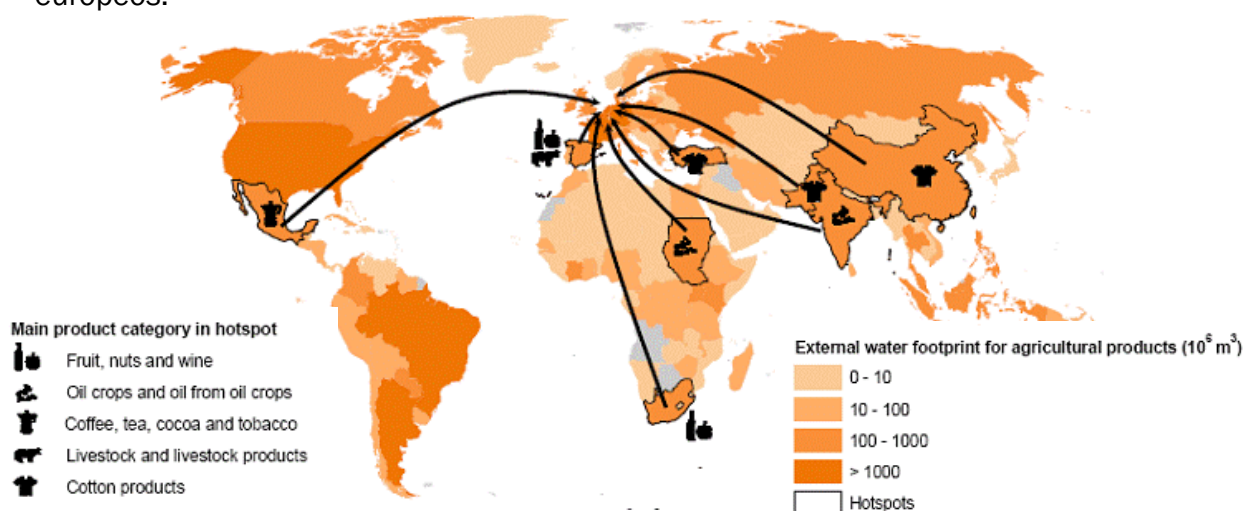 europeos.
Main product category in hotspot
Fruit, nuts and wine
Oil crops and oil from oil crops
Coffee, tea, cocoa and tobacco
Livestock and livestock products
Cotton products
External water footprint for agricultural products (10⁶ m³)
0 - 10
10 - 100
100 - 1000
> 1000
Hotspots